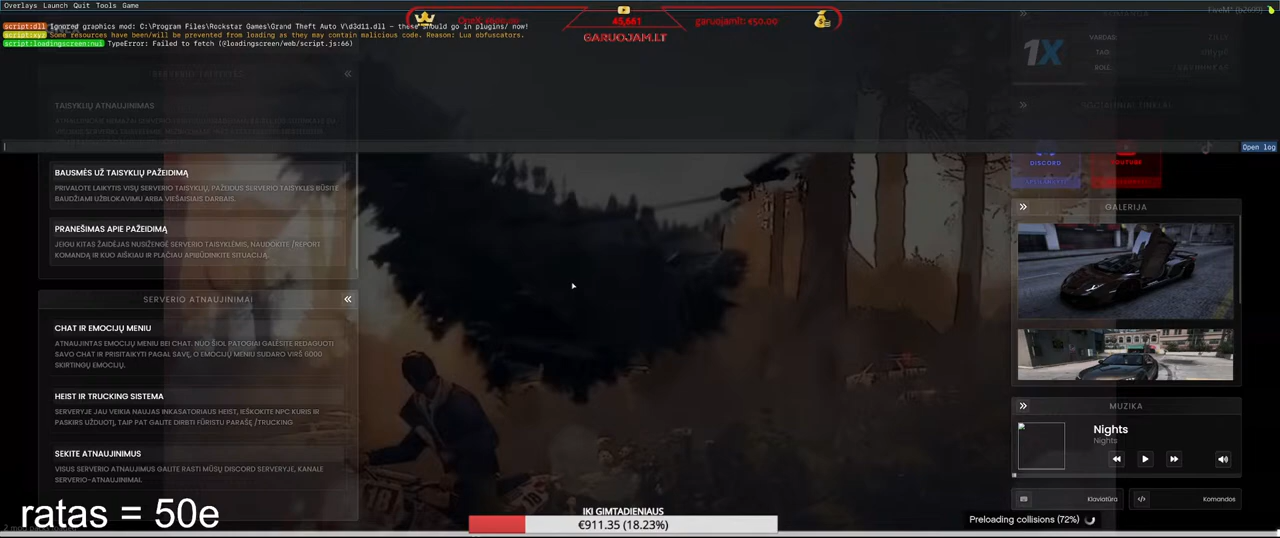 Overlays Launch Quit Tools Game
script:dll Ignored graphics mod: C:\Program Files\Rockstar Games\Grand Theft Auto V\d3d11.dll - these should go in plugins/ now!
script:xyz Some resources have been/will be prevented from loading as they may contain malicious code. Reason: Lua obfuscators.
script:loadingscreen:nui TypeError: Failed to fetch (@loadingscreen/web/script.js:66)
45,661
garuojamlt: €50.00
GARUOJAM.LT
Open log
TAISYKLIŲ ATNAUJINIMAS
BAUSMĖS UŽ TAISYKLIŲ PAŽEIDIMĄ
PRIVALOTE LAIKYTIS VISŲ SERVERIO TAISYKLIŲ, PAŽEIDUS SERVERIO TAISYKLES BŪSITE
BAUDŽIAMI UŽBLOKAVIMU ARBA VIEŠAISIAIS DARBAIS.
PRANEŠIMAS APIE PAŽEIDIMĄ
JEIGU KITAS ŽAIDĖJAS NUSIŽENGĖ SERVERIO TAISYKLĖMIS, NAUDOKITE /REPORT
KOMANDĄ IR KUO AIŠKIAU IR PLAČIAU APIBŪDINKITE SITUACIJĄ.
SERVERIO ATNAUJINIMAI
CHAT IR EMOCIJŲ MENIU
ATNAUJINTAS EMOCIJŲ MENIU BEI CHAT. NUO ŠIOL PATOGIAI GALĖSITE REDAGUOTI
SAVO CHAT IR PRISITAIKYTI PAGAL SAVE, O EMOCIJŲ MENIU SUDARO VIRŠ 6000
SKIRTINGŲ EMOCIJŲ.
HEIST IR TRUCKING SISTEMA
SERVERYJE JAU VEIKIA NAUJAS INKASATORIAUS HEIST, IEŠKOKITE NPC KURIS IR
PASKIRS UŽDUOTĮ, TAIP PAT GALITE DIRBTI FŪRISTU PARAŠĘ /TRUCKING
SEKITE ATNAUJINIMUS
VISUS SERVERIO ATNAUJINIMUS GALITE RASTI MŪSŲ DISCORD SERVERYJE, KANALE
SERVERIO-ATNAUJINIMAI.
ratas = 50e
IKI GIMTADIENIAUS
€911.35 (18.23%)
1X
VARDAS:
TAG:
ROLĖ:
SOCIALINIAI TINKLAI
DISCORD
YOUTUBE
GALERIJA
MUZIKA
Nights
Nights
Klaviatūra
Komandos
Preloading collisions (72%)